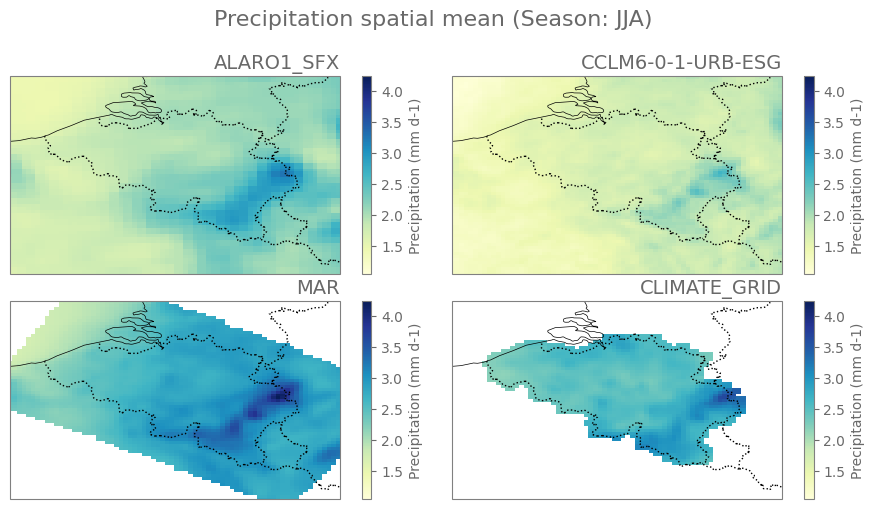 Precipitation spatial mean (Season: JJA)
ALARO1_SFX
4.0
3.5
3.0
2.5
2.0
1.5
Precipitation (mm d-1)
CCLM6-0-1-URB-ESG
4.0
3.5
3.0
2.5
2.0
1.5
Precipitation (mm d-1)
MAR
4.0
3.5
3.0
2.5
2.0
1.5
Precipitation (mm d-1)
CLIMATE_GRID
4.0
3.5
3.0
2.5
2.0
1.5
Precipitation (mm d-1)